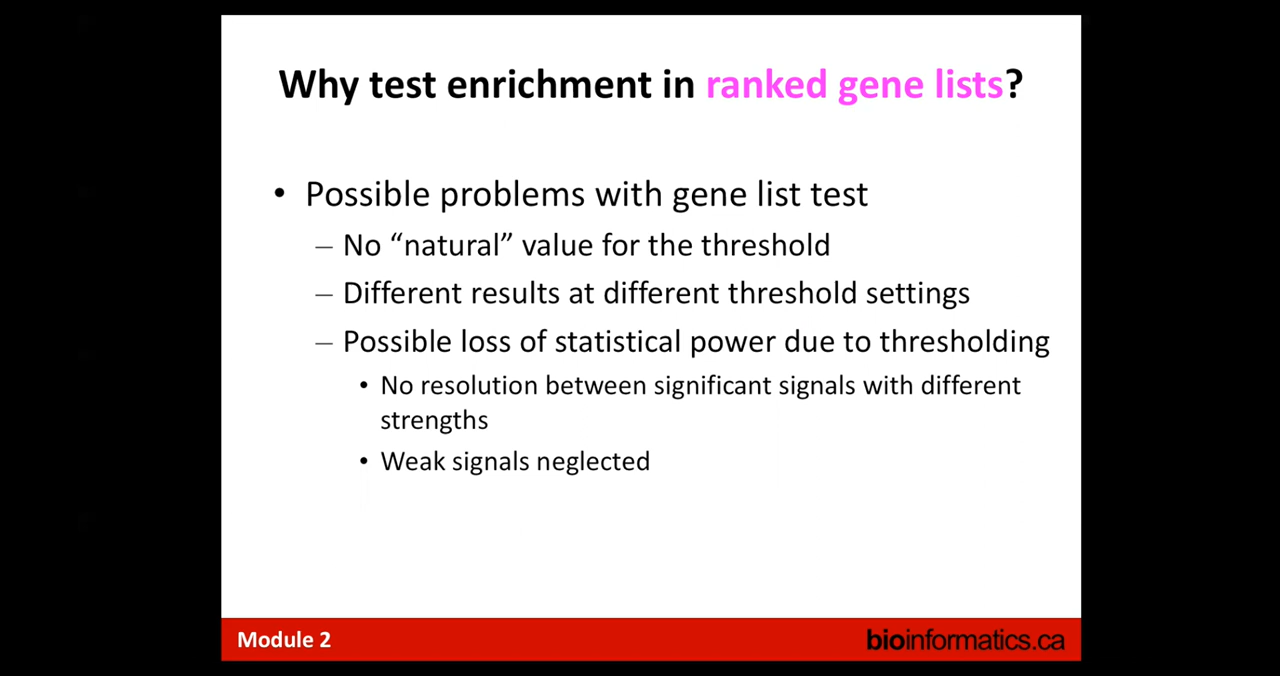 Why test enrichment in ranked gene lists?
• Possible problems with gene list test
– No “natural” value for the threshold
– Different results at different threshold settings
– Possible loss of statistical power due to thresholding
• No resolution between significant signals with different
strengths
• Weak signals neglected
Module 2
bioinformatics.ca